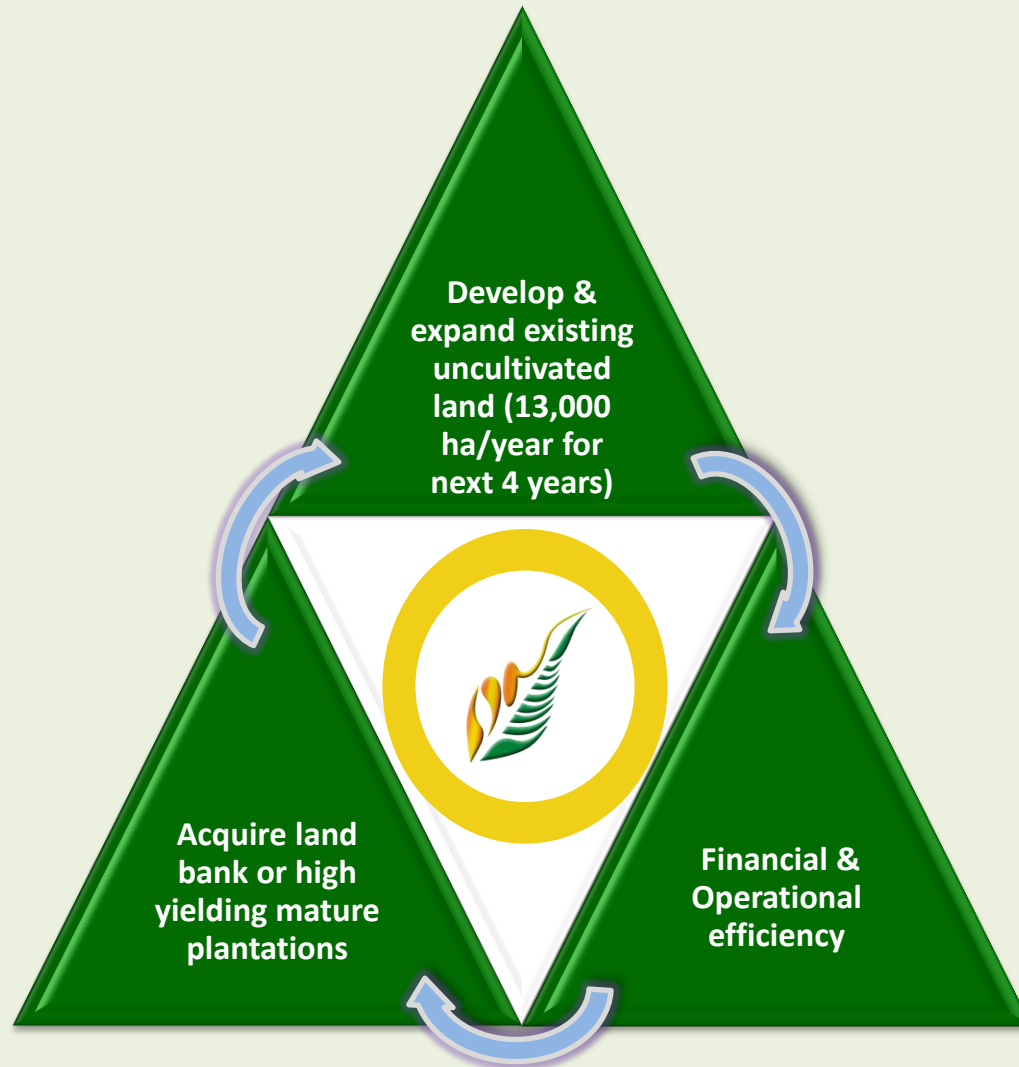 Develop &
expand existing
uncultivated
land (13,000
ha/year for
next 4 years)
Acquire land
bank or high
yielding mature
plantations
Financial &
Operational
efficiency